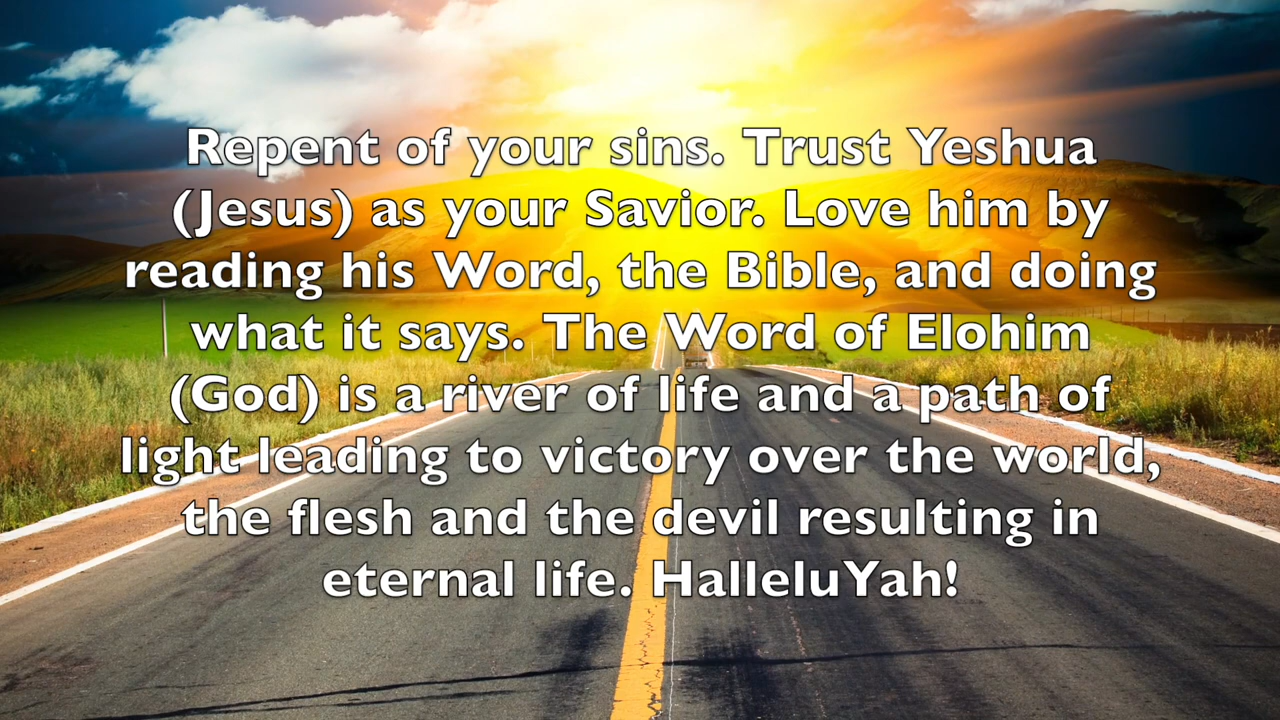 Repent of your sins. Trust Yeshua
(Jesus) as your Savior. Love him by
reading his Word, the Bible, and doing
what it says. The Word of Elohim
(God) is a river of life and a path of
light leading to victory over the world,
the flesh and the devil resulting in
eternal life. HalleluYah!